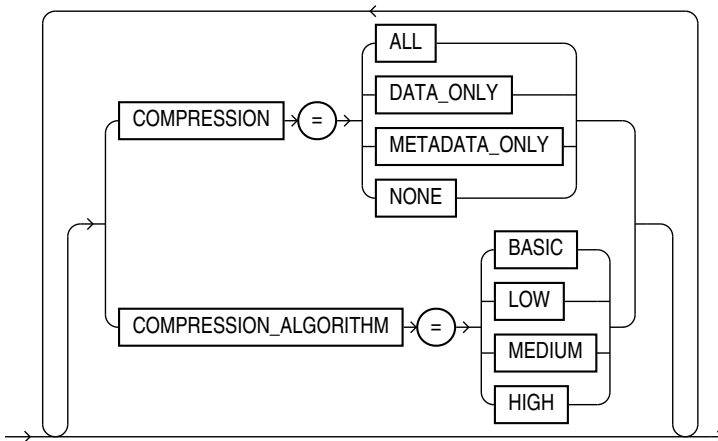 ALL
DATA_ONLY
COMPRESSION
=
METADATA_ONLY
NONE
BASIC
LOW
COMPRESSION_ALGORITHM
=
MEDIUM
HIGH